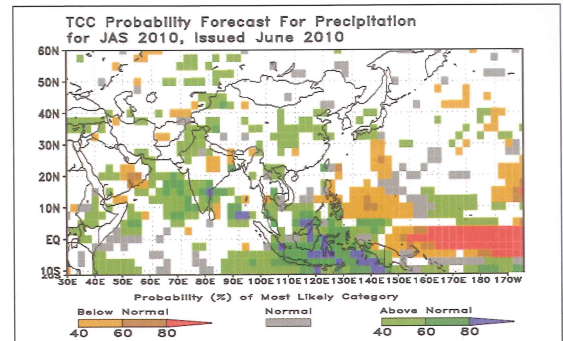 TCC Probability Forecast For Precipitation
for JAS 2010, Issued June 2010
60N
50N
40N
30N
20N
10N
EQ
10S
30E 40E 50E 60E 70E 80E 90E 100E 110E 120E 130E 140E 150E 160E 170E 180 170W
Probability (%) of Most Likely Category
Below Normal Normal Above Normal
40 60 80 40 60 80